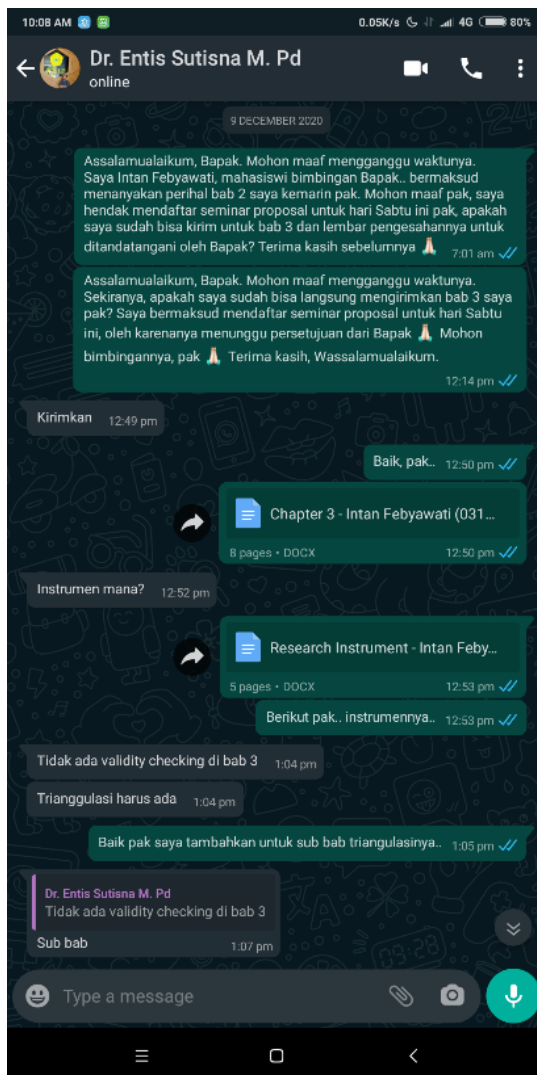 10:08 AM
0.05K/s
4G
80%
Dr. Entis Sutisna M. Pd
online
9 DECEMBER 2020
Assalamualaikum, Bapak. Mohon maaf mengganggu waktunya.
Saya Intan Febyawati, mahasiswi bimbingan Bapak.. bermaksud
menanyakan perihal bab 2 saya kemarin pak. Mohon maaf pak, saya
hendak mendaftar seminar proposal untuk hari Sabtu ini pak, apakah
saya sudah bisa kirim untuk bab 3 dan lembar pengesahannya untuk
ditandatangani oleh Bapak? Terima kasih sebelumnya 🙏🏻
7:01 am
Assalamualaikum, Bapak. Mohon maaf mengganggu waktunya.
Sekiranya, apakah saya sudah bisa langsung mengirimkan bab 3 saya
pak? Saya bermaksud mendaftar seminar proposal untuk hari Sabtu
ini, oleh karenanya menunggu persetujuan dari Bapak 🙏🏻 Mohon
bimbingannya, pak 🙏🏻 Terima kasih, Wassalamualaikum.
12:14 pm
Kirimkan 12:49 pm
Baik, pak.. 12:50 pm
Chapter 3 - Intan Febyawati (031...
8 pages • DOCX 12:50 pm
Instrumen mana? 12:52 pm
Research Instrument - Intan Feby...
5 pages • DOCX 12:53 pm
Berikut pak.. instrumennya.. 12:53 pm
Tidak ada validity checking di bab 3 1:04 pm
Trianggulasi harus ada 1:04 pm
Baik pak saya tambahkan untuk sub bab triangulasinya.. 1:05 pm
Dr. Entis Sutisna M. Pd
Tidak ada validity checking di bab 3
Sub bab 1:07 pm
Type a message